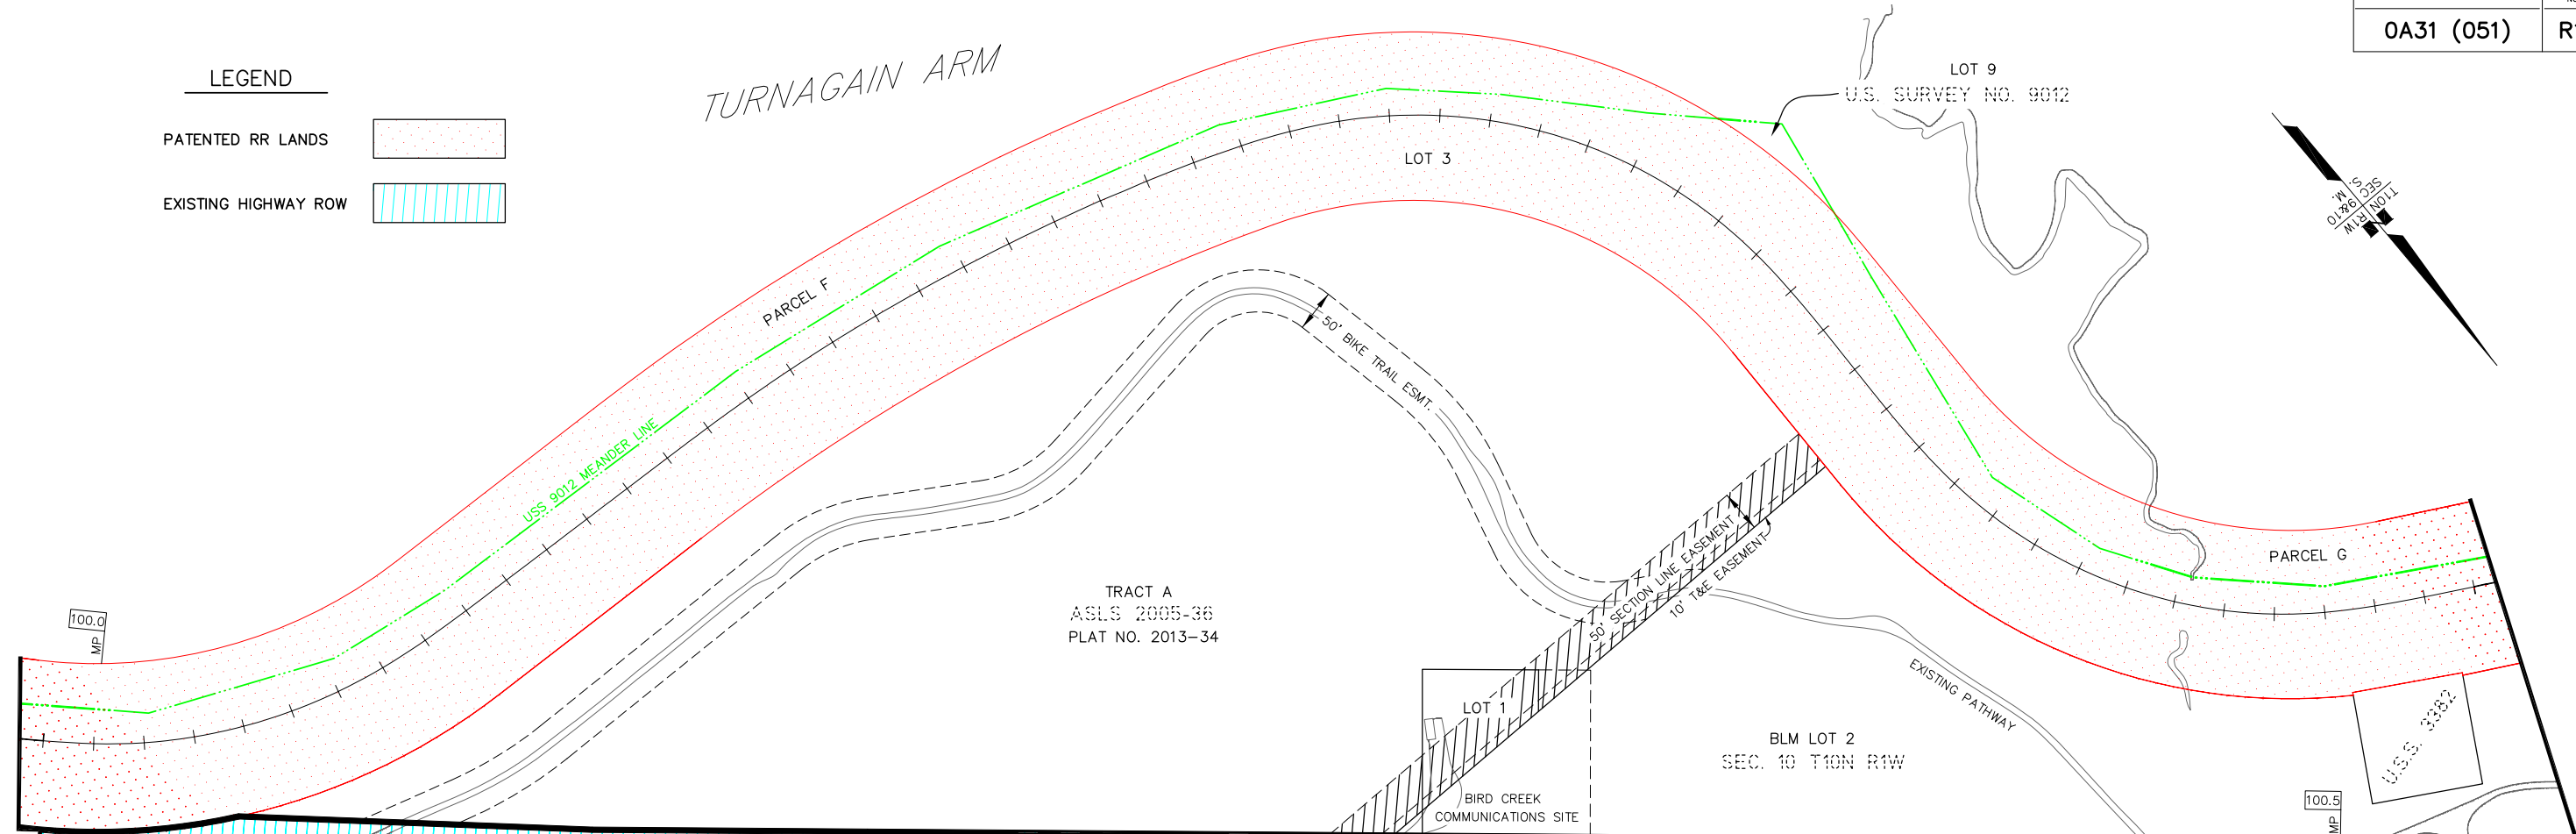 LEGEND
PATENTED RR LANDS
EXISTING HIGHWAY ROW
TURNAGAIN ARM
0A31 (051)
LOT 9
U.S. SURVEY NO. 9012
T10N R1W
SEC 9&10
S. M.
LOT 3
PARCEL F
50' BIKE TRAIL ESMT.
USS 9012 MEANDER LINE
50' SECTION LINE EASEMENT
10' T&E EASEMENT
PARCEL G
TRACT A
ASLS 2005-36
PLAT NO. 2013-34
100.0
MP
LOT 1
EXISTING PATHWAY
BLM LOT 2
SEC. 10 T10N R1W
U.S.S. 3382
BIRD CREEK
COMMUNICATIONS SITE
100.5
MP